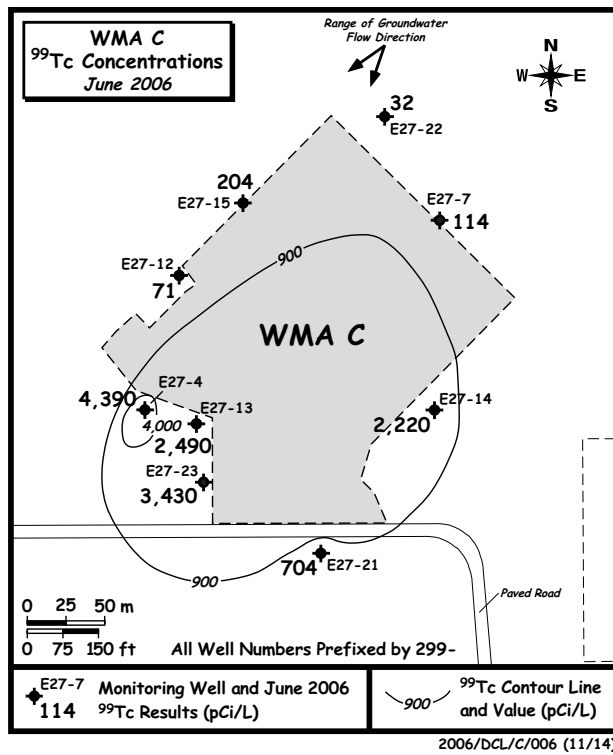 WMA C
⁹⁹Tc Concentrations
June 2006
Range of Groundwater
Flow Direction
N
W E
S
32
E27-22
204
E27-15
E27-7
114
E27-12
71
900
WMA C
4,390
E27-4
4,000
E27-13
2,490
E27-14
2,220
E27-23
3,430
900
704
E27-21
0 25 50 m
0 75 150 ft
All Well Numbers Prefixed by 299-
Paved Road
E27-7
114
Monitoring Well and June 2006
⁹⁹Tc Results (pCi/L)
900
⁹⁹Tc Contour Line
and Value (pCi/L)
2006/DCL/C/006 (11/14)